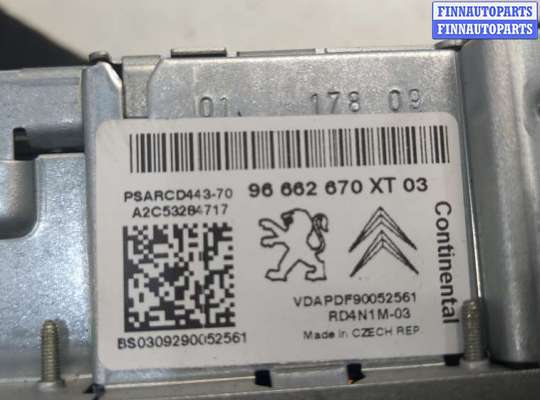 FINNAUTOPARTS
FINNAUTOPARTS
01. 178 09
PSARCD443-70
96 662 670 XT 03
A2C53284717
Continental
VDAPDF90052561
RD4N1M-03
BS0309290052561
Made in CZECH REP